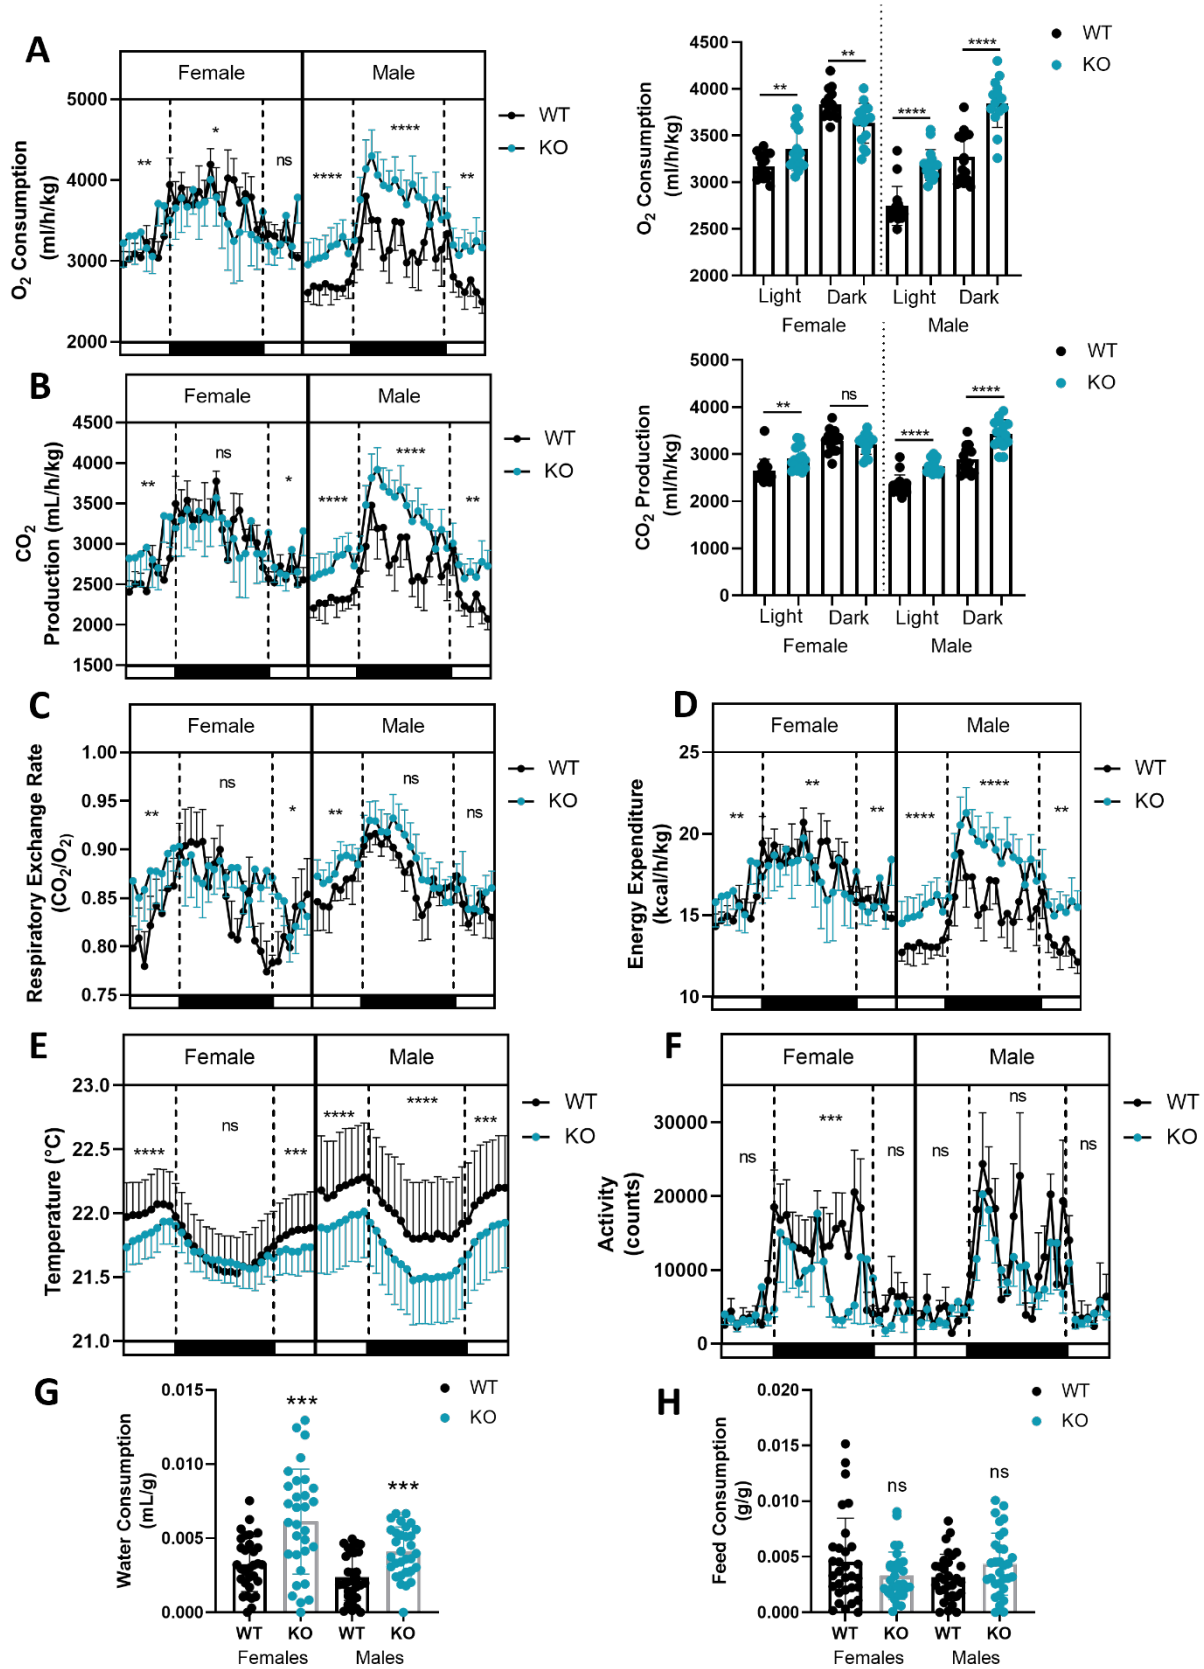 A
Female
Male
5000
4000
3000
2000
O2 Consumption
(ml/h/kg)
**
*
ns
****
****
**
WT
KO
4500
4000
3500
3000
2500
2000
O2 Consumption
(ml/h/kg)
**
**
****
****
Light
Dark
Light
Dark
Female
Male
WT
KO
B
Female
Male
4500
4000
3500
3000
2500
2000
1500
CO2
Production (mL/h/kg)
**
ns
*
****
****
**
WT
KO
5000
4000
3000
2000
1000
0
CO2 Production
(ml/h/kg)
**
ns
****
****
Light
Dark
Light
Dark
Female
Male
WT
KO
C
Female
Male
1.00
0.95
0.90
0.85
0.80
0.75
Respiratory Exchange Rate
(CO2/O2)
**
ns
*
**
ns
ns
WT
KO
D
Female
Male
25
20
15
10
Energy Expenditure
(kcal/h/kg)
**
**
**
****
****
**
WT
KO
E
Female
Male
23.0
22.5
22.0
21.5
21.0
Temperature (°C)
****
ns
***
****
****
***
WT
KO
F
Female
Male
30000
20000
10000
0
Activity
(counts)
ns
***
ns
ns
ns
ns
WT
KO
G
0.015
0.010
0.005
0.000
Water Consumption
(mL/g)
***
***
WT
KO
WT
KO
Females
Males
WT
KO
H
0.020
0.015
0.010
0.005
0.000
Feed Consumption
(g/g)
ns
ns
WT
KO
WT
KO
Females
Males
WT
KO